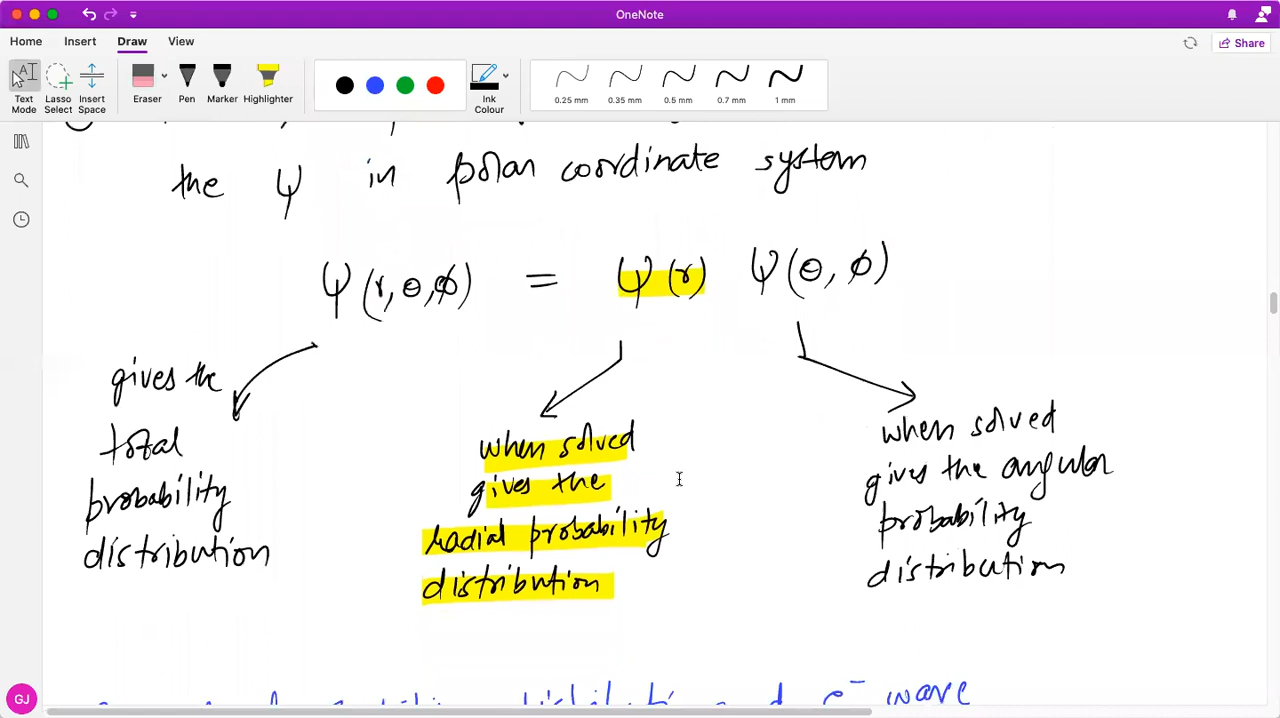 OneNote
Home Insert Draw View
Share
Text Mode
Lasso Select
Insert Space
Eraser
Pen
Marker
Highlighter
Ink Colour
0.25 mm
0.35 mm
0.5 mm
0.7 mm
1 mm
the ψ in polar coordinate system
ψ(r,θ,φ) = ψ(r) ψ(θ,φ)
gives the
total
probability
distribution
when solved
gives the
radial probability
distribution
when solved
gives the angular
probability
distribution
e⁻ wave
GJ